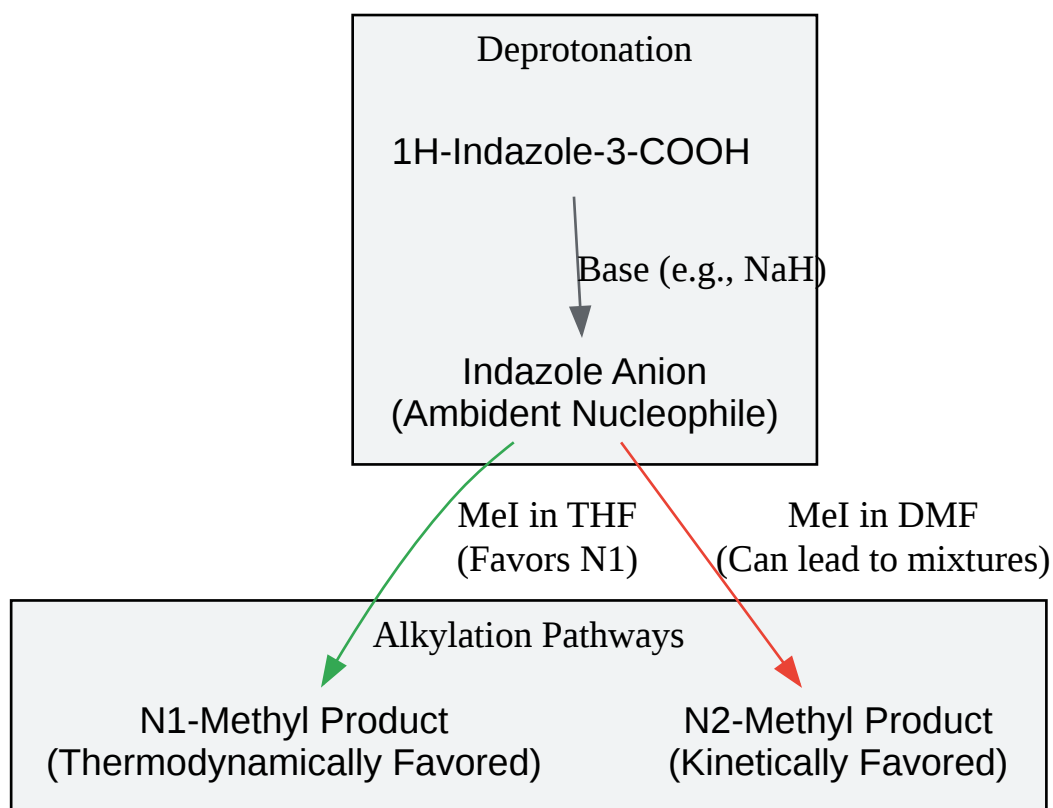 Deprotonation
1H-Indazole-3-COOH
Base (e.g., NaH)
Indazole Anion
(Ambident Nucleophile)
MeI in THF
(Favors N1)
MeI in DMF
(Can lead to mixtures)
Alkylation Pathways
N1-Methyl Product
(Thermodynamically Favored)
N2-Methyl Product
(Kinetically Favored)